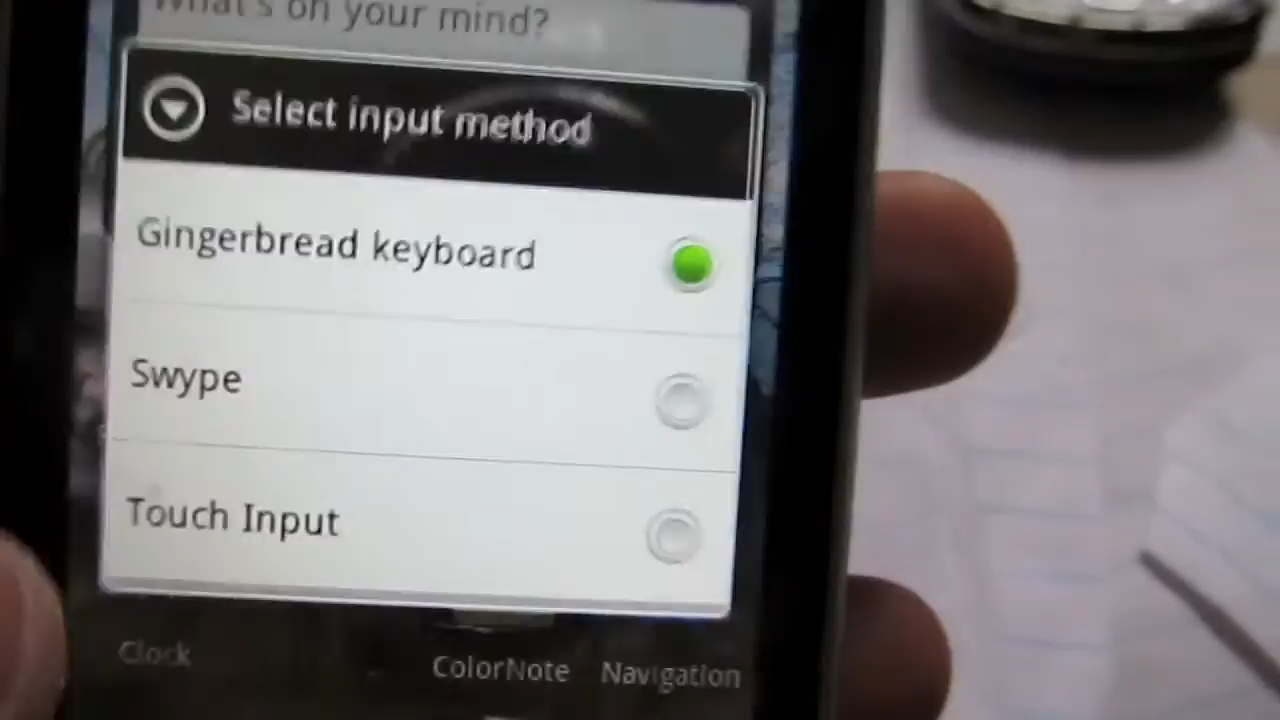 What's on your mind?
Select input method
Gingerbread keyboard
Swype
Touch Input
Clock ColorNote Navigation